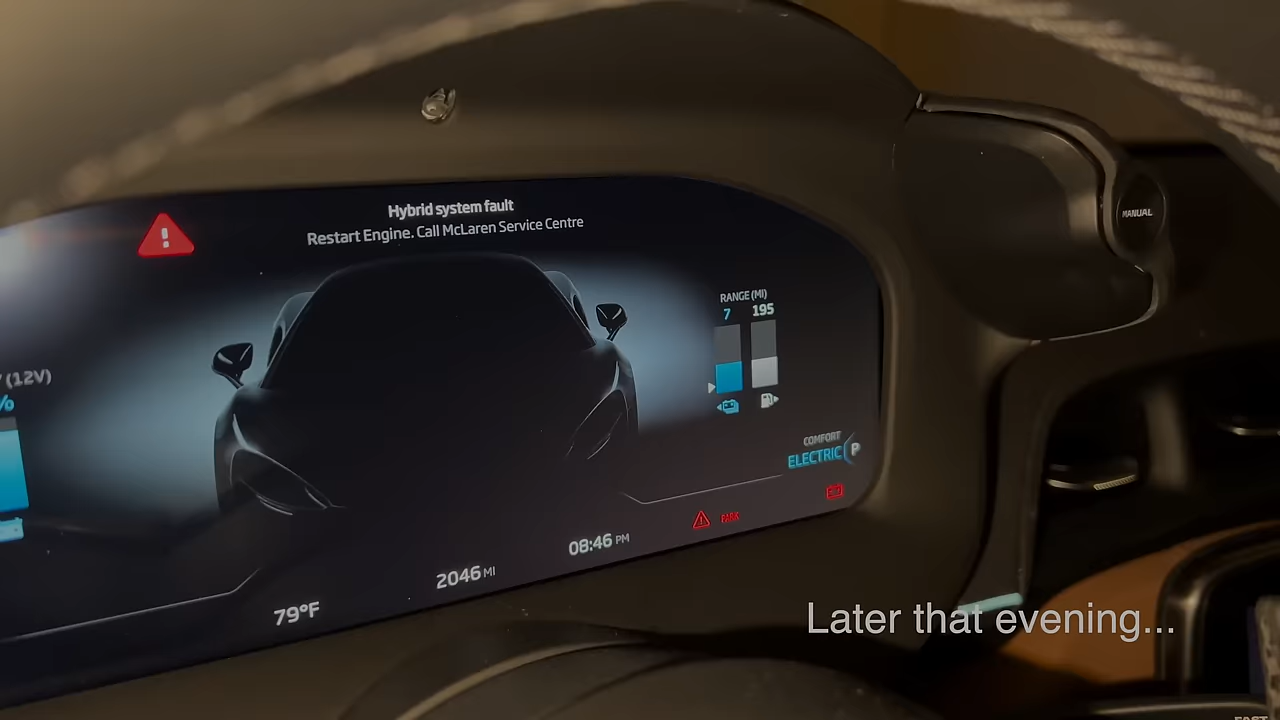 Hybrid system fault
Restart Engine. Call McLaren Service Centre
MANUAL
RANGE (MI)
7 195
(12V)
%
COMFORT
ELECTRIC P
PARK
08:46 PM
2046 MI
79°F
Later that evening...